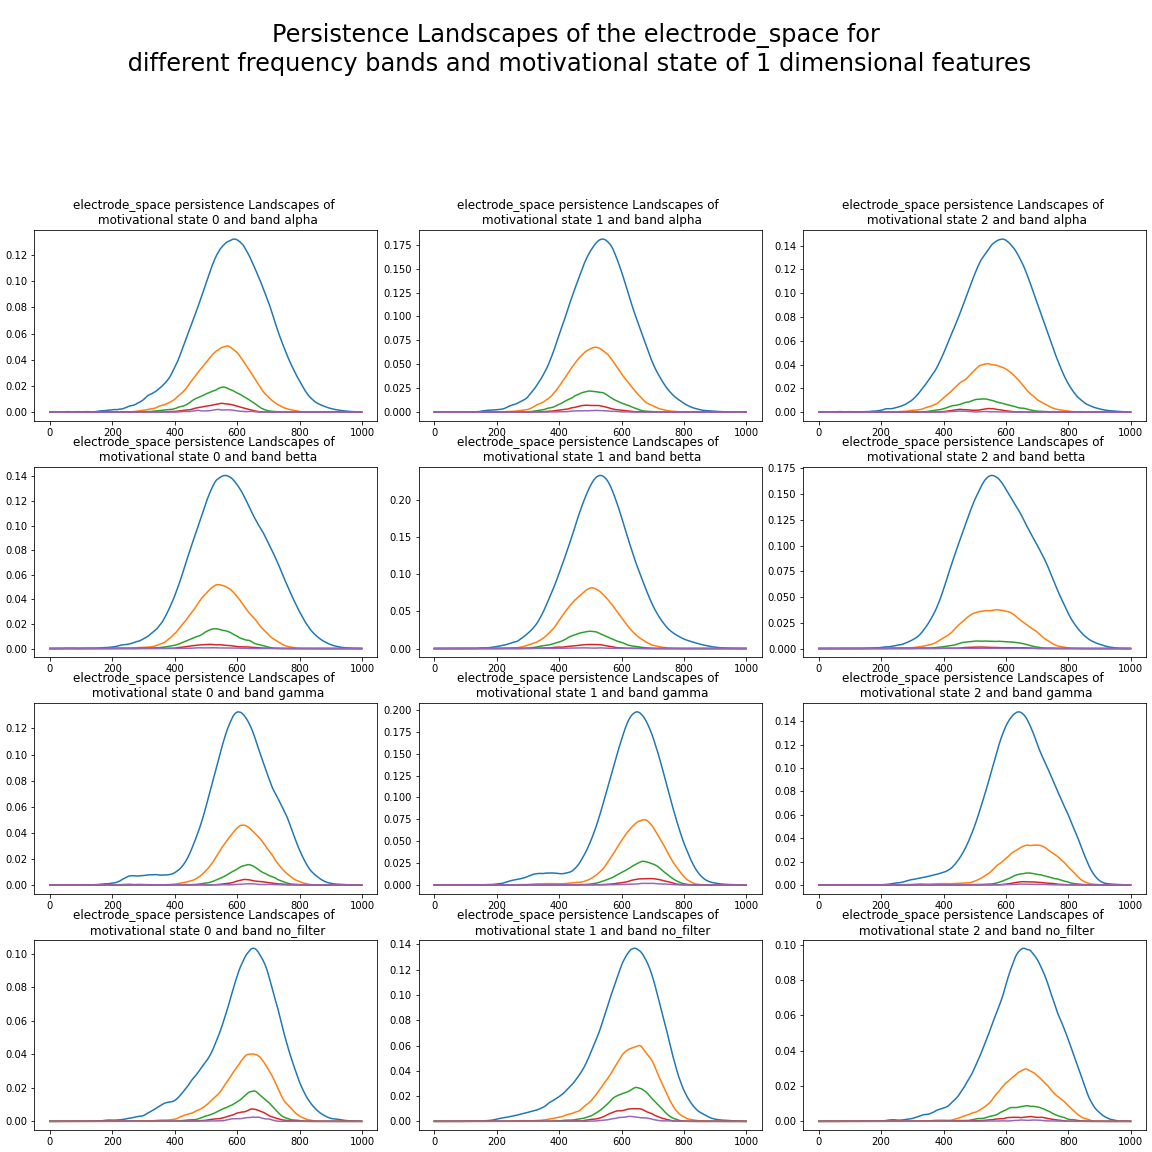 Persistence Landscapes of the electrode_space for
different frequency bands and motivational state of 1 dimensional features
electrode_space persistence Landscapes of
motivational state 0 and band alpha
0.12
0.10
0.08
0.06
0.04
0.02
0.00
0 200 400 600 800 1000
electrode_space persistence Landscapes of
motivational state 1 and band alpha
0.175
0.150
0.125
0.100
0.075
0.050
0.025
0.000
0 200 400 600 800 1000
electrode_space persistence Landscapes of
motivational state 2 and band alpha
0.14
0.12
0.10
0.08
0.06
0.04
0.02
0.00
0 200 400 600 800 1000
electrode_space persistence Landscapes of
motivational state 0 and band betta
0.14
0.12
0.10
0.08
0.06
0.04
0.02
0.00
0 200 400 600 800 1000
electrode_space persistence Landscapes of
motivational state 1 and band betta
0.20
0.15
0.10
0.05
0.00
0 200 400 600 800 1000
electrode_space persistence Landscapes of
motivational state 2 and band betta
0.175
0.150
0.125
0.100
0.075
0.050
0.025
0.000
0 200 400 600 800 1000
electrode_space persistence Landscapes of
motivational state 0 and band gamma
0.12
0.10
0.08
0.06
0.04
0.02
0.00
0 200 400 600 800 1000
electrode_space persistence Landscapes of
motivational state 1 and band gamma
0.200
0.175
0.150
0.125
0.100
0.075
0.050
0.025
0.000
0 200 400 600 800 1000
electrode_space persistence Landscapes of
motivational state 2 and band gamma
0.14
0.12
0.10
0.08
0.06
0.04
0.02
0.00
0 200 400 600 800 1000
electrode_space persistence Landscapes of
motivational state 0 and band no_filter
0.10
0.08
0.06
0.04
0.02
0.00
0 200 400 600 800 1000
electrode_space persistence Landscapes of
motivational state 1 and band no_filter
0.14
0.12
0.10
0.08
0.06
0.04
0.02
0.00
0 200 400 600 800 1000
electrode_space persistence Landscapes of
motivational state 2 and band no_filter
0.10
0.08
0.06
0.04
0.02
0.00
0 200 400 600 800 1000